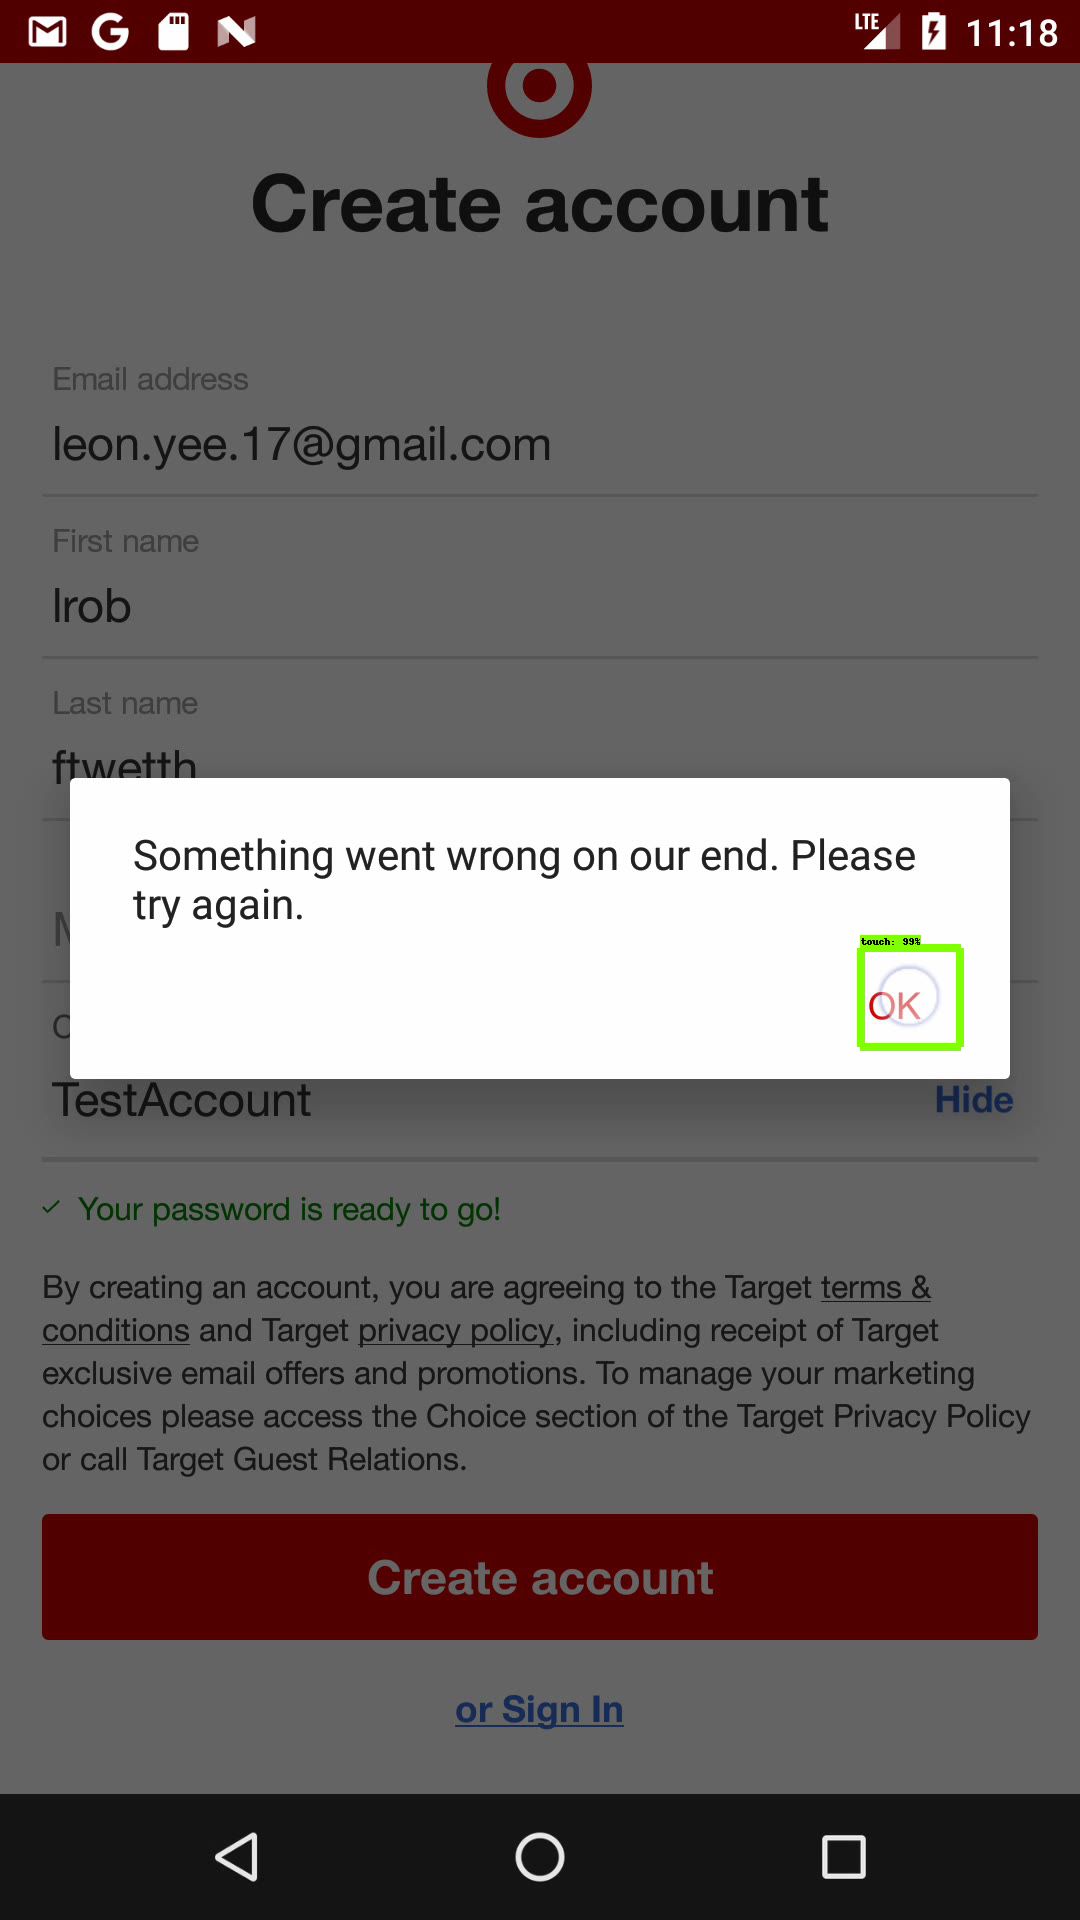 LTE 11:18
Create account
Email address
leon.yee.17@gmail.com
First name
lrob
Last name
ftwetth
Something went wrong on our end. Please
try again.
touch: 99%
OK
TestAccount
Hide
Your password is ready to go!
By creating an account, you are agreeing to the Target terms &
conditions and Target privacy policy, including receipt of Target
exclusive email offers and promotions. To manage your marketing
choices please access the Choice section of the Target Privacy Policy
or call Target Guest Relations.
Create account
or Sign In